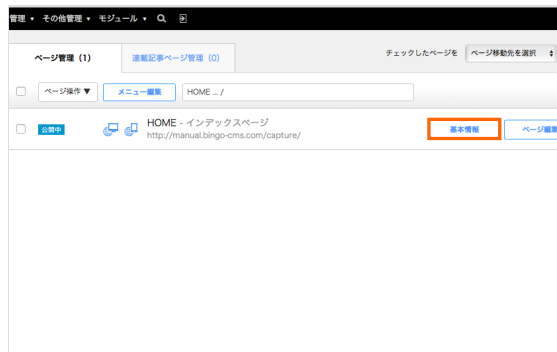 管理 ▼ その他管理 ▼ モジュール ▼
ページ管理 (1) 連載記事ページ管理 (0) チェックしたページを ページ移動先を選択
ページ操作 ▼ メニュー編集 HOME ... /
公開中 HOME - インデックスページ 基本情報 ページ編集
http://manual.bingo-cms.com/capture/